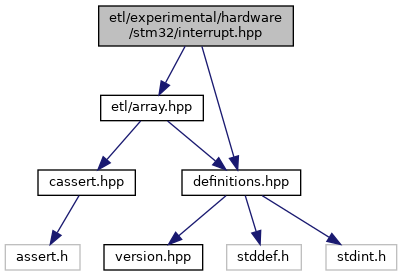 etl/experimental/hardware
/stm32/interrupt.hpp
etl/array.hpp
cassert.hpp
definitions.hpp
assert.h
version.hpp
stddef.h
stdint.h